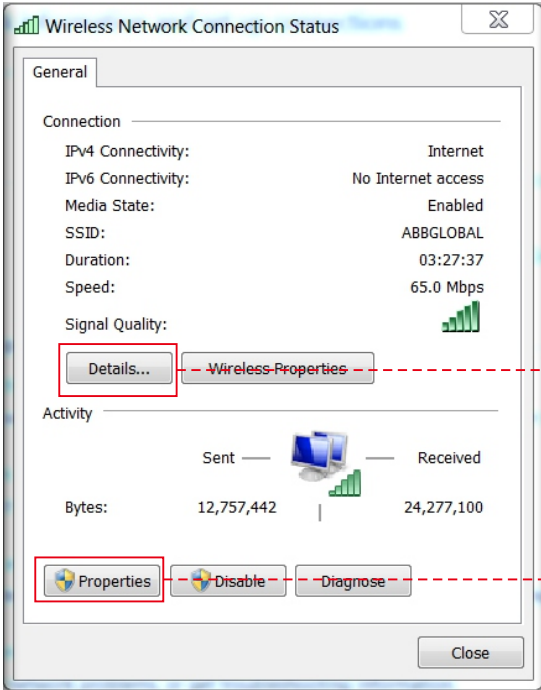 Wireless Network Connection Status
General
Connection
IPv4 Connectivity: Internet
IPv6 Connectivity: No Internet access
Media State: Enabled
SSID: ABBGLOBAL
Duration: 03:27:37
Speed: 65.0 Mbps
Signal Quality:
Details... Wireless Properties
Activity
Sent Received
Bytes: 12,757,442 24,277,100
Properties Disable Diagnose
Close